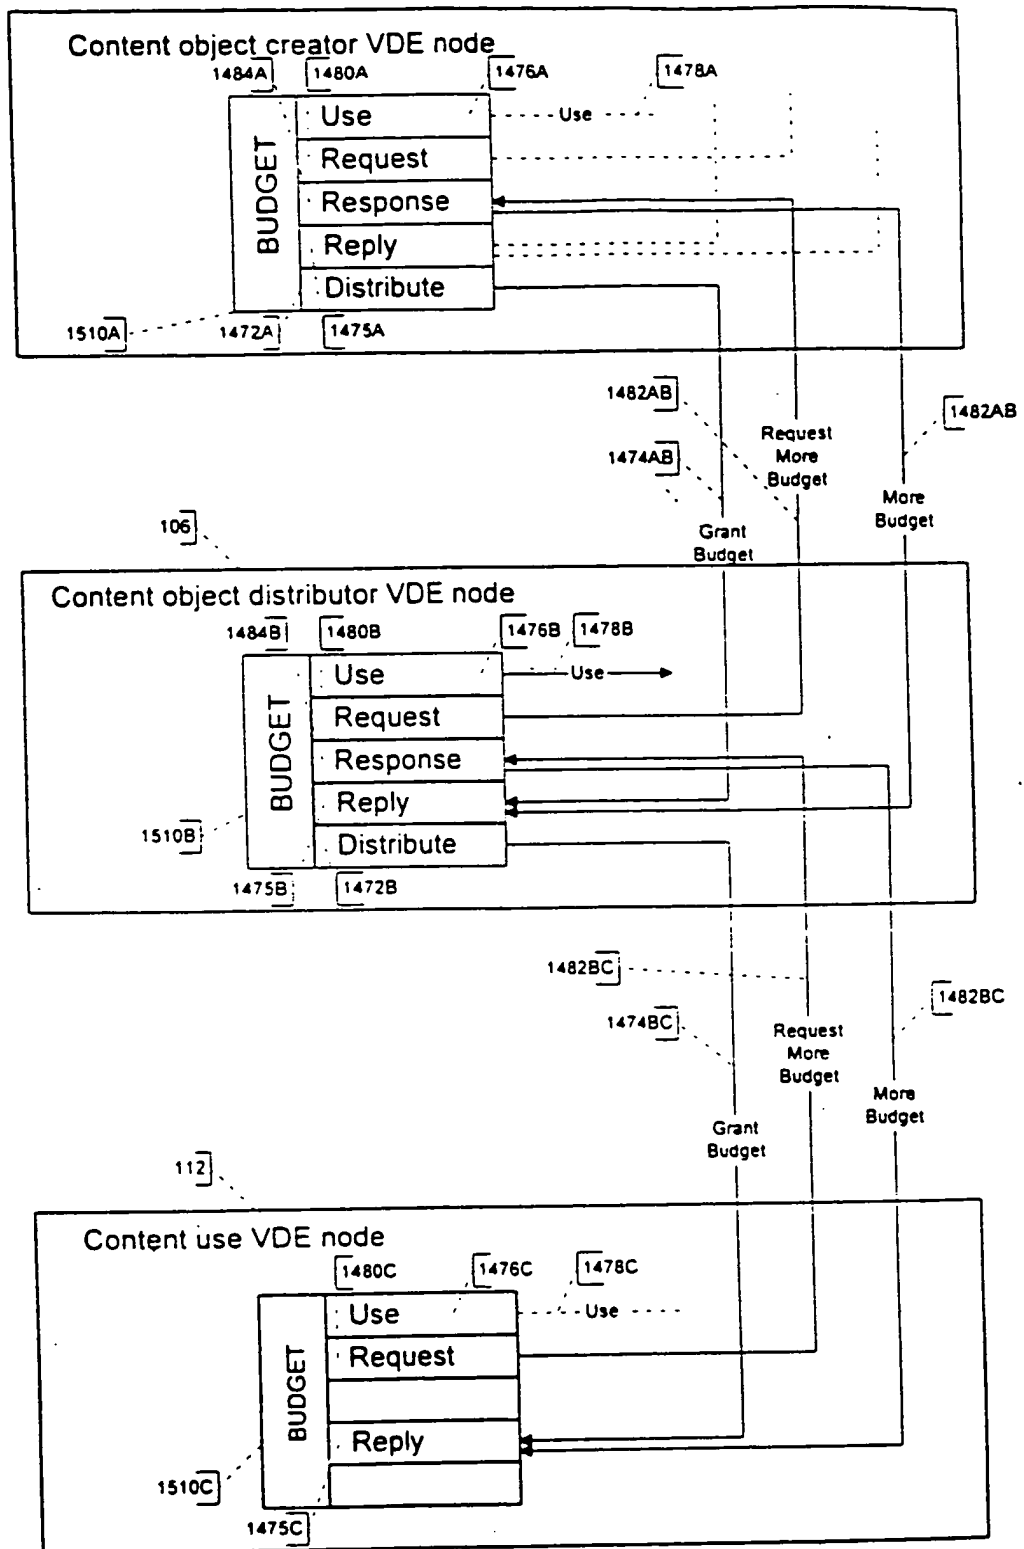 Content object creator VDE node
1484A
1480A
1476A
1478A
BUDGET
Use
Use
Request
Response
Reply
Distribute
1510A
1472A
1475A
1482AB
1482AB
Request
More
Budget
1474AB
More
Budget
Grant
Budget
106
Content object distributor VDE node
1484B
1480B
1476B
1478B
BUDGET
Use
Use
Request
Response
Reply
Distribute
1510B
1475B
1472B
1482BC
1482BC
1474BC
Request
More
Budget
More
Budget
Grant
Budget
112
Content use VDE node
1480C
1476C
1478C
BUDGET
Use
Use
Request
Reply
1510C
1475C